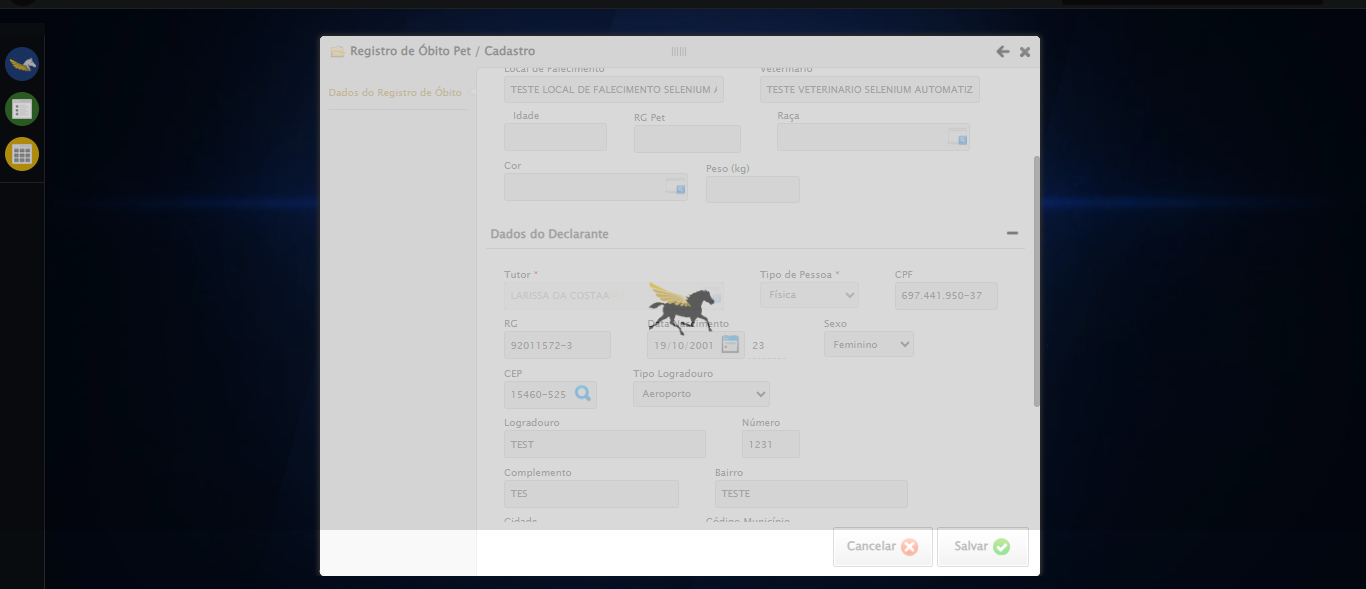 Registro de Óbito Pet / Cadastro
Dados do Registro de Óbito
Local de Falecimento Veterinário
TESTE LOCAL DE FALECIMENTO SELENIUM TESTE VETERINARIO SELENIUM AUTOMATIZ
Idade RG Pet Raça
Cor Peso (kg)
Dados do Declarante
Tutor * Tipo de Pessoa * CPF
LARISSA DA COSTAA Física 697.441.950-37
RG Data Nascimento Sexo
92011572-3 19/10/2001 23 Feminino
CEP Tipo Logradouro
15460-525 Aeroporto
Logradouro Número
TEST 1231
Complemento Bairro
TES TESTE
Cidade Código Município
Cancelar Salvar